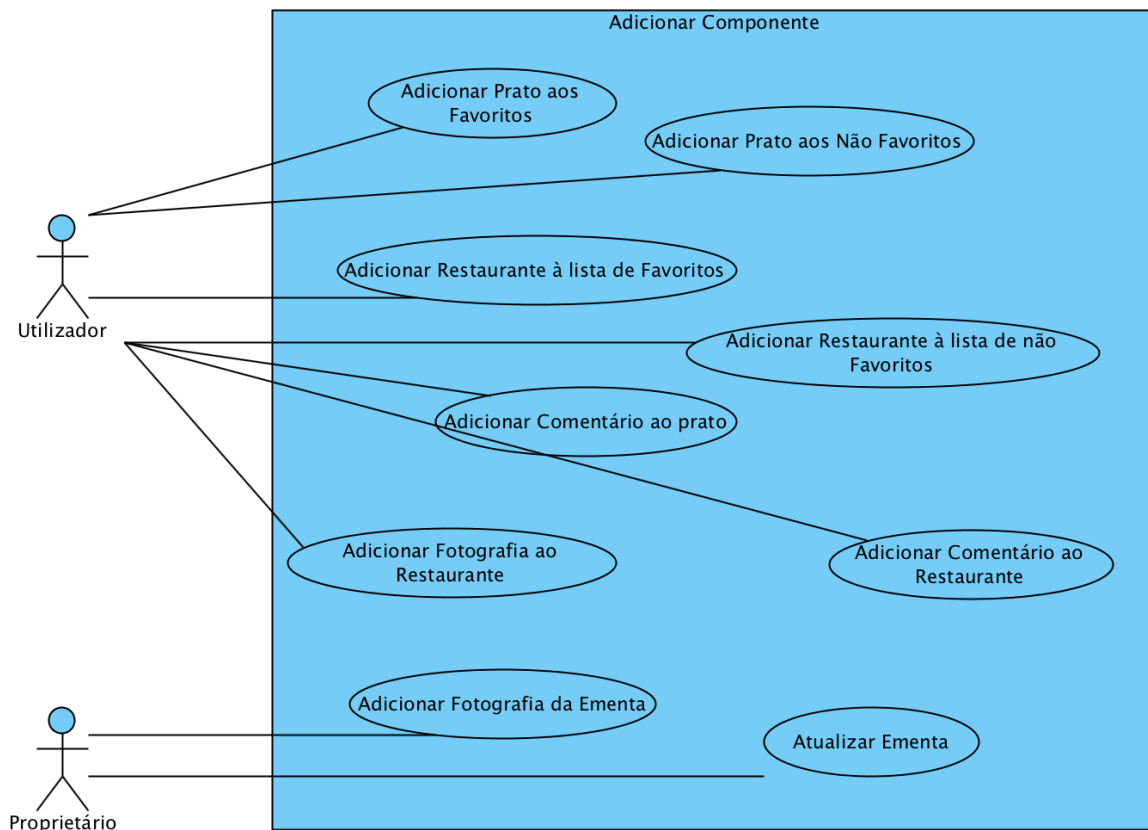 Adicionar Componente
Adicionar Prato aos
Favoritos
Adicionar Prato aos Não Favoritos
Adicionar Restaurante à lista de Favoritos
Utilizador
Adicionar Restaurante à lista de não
Favoritos
Adicionar Comentário ao prato
Adicionar Fotografia ao
Restaurante
Adicionar Comentário ao
Restaurante
Adicionar Fotografia da Ementa
Atualizar Ementa
Proprietário